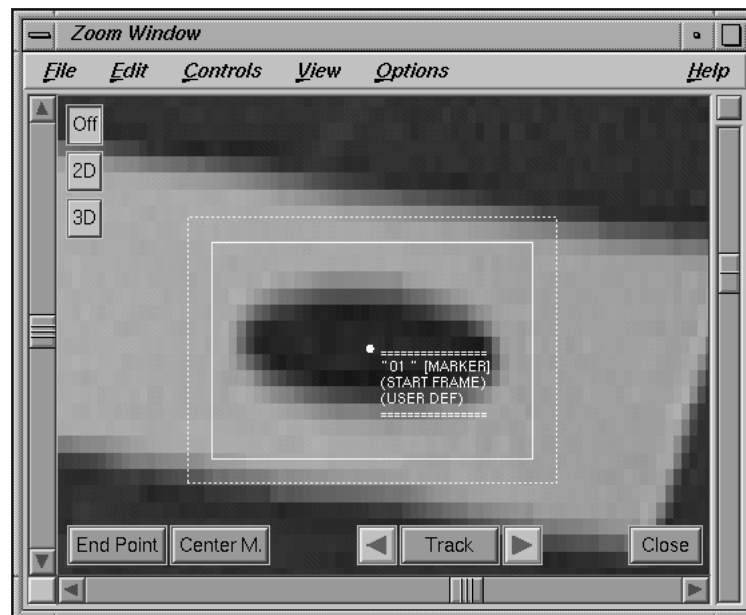 Zoom Window
File Edit Controls View Options Help
Off
2D
3D
================
"01 " [MARKER]
(START FRAME)
(USER DEF)
================
End Point Center M. Track Close